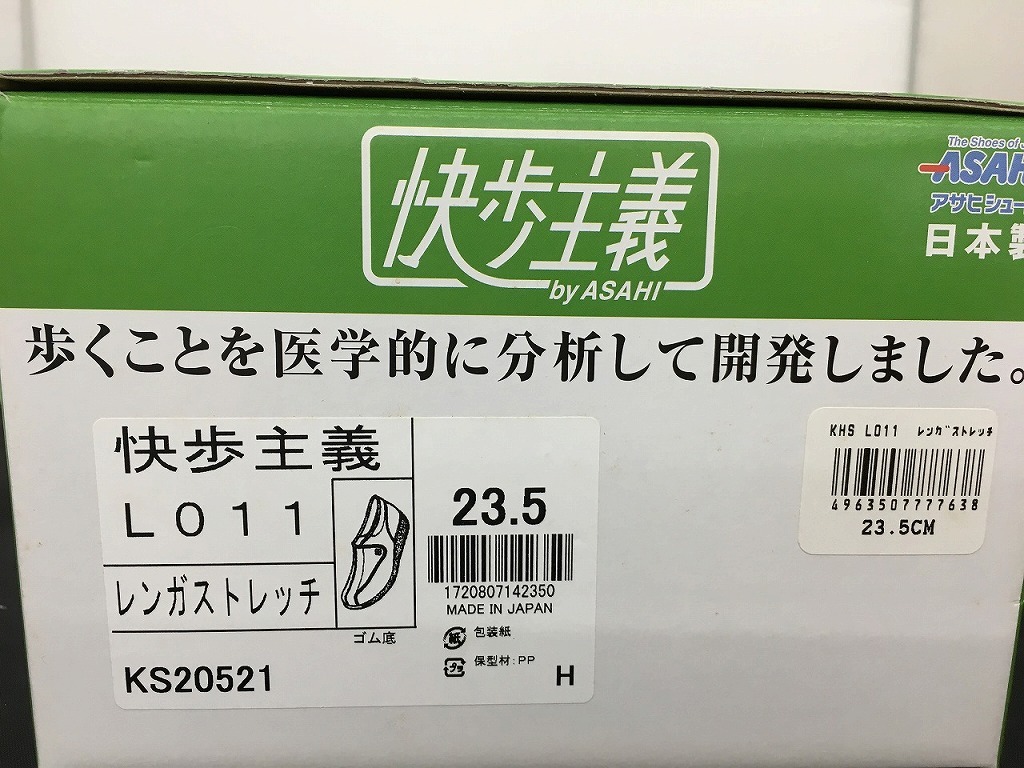 快歩主義
by ASAHI
The Shoes of J
ASAH
アサヒシュー
日本製
歩くことを医学的に分析して開発しました。
快歩主義
L011
レンガストレッチ
ゴム底
KS20521
23.5
1720807142350
MADE IN JAPAN
紙 包装紙
プラ 保型材:PP
H
KHS L011 レンガストレッチ
4963507777638
23.5CM